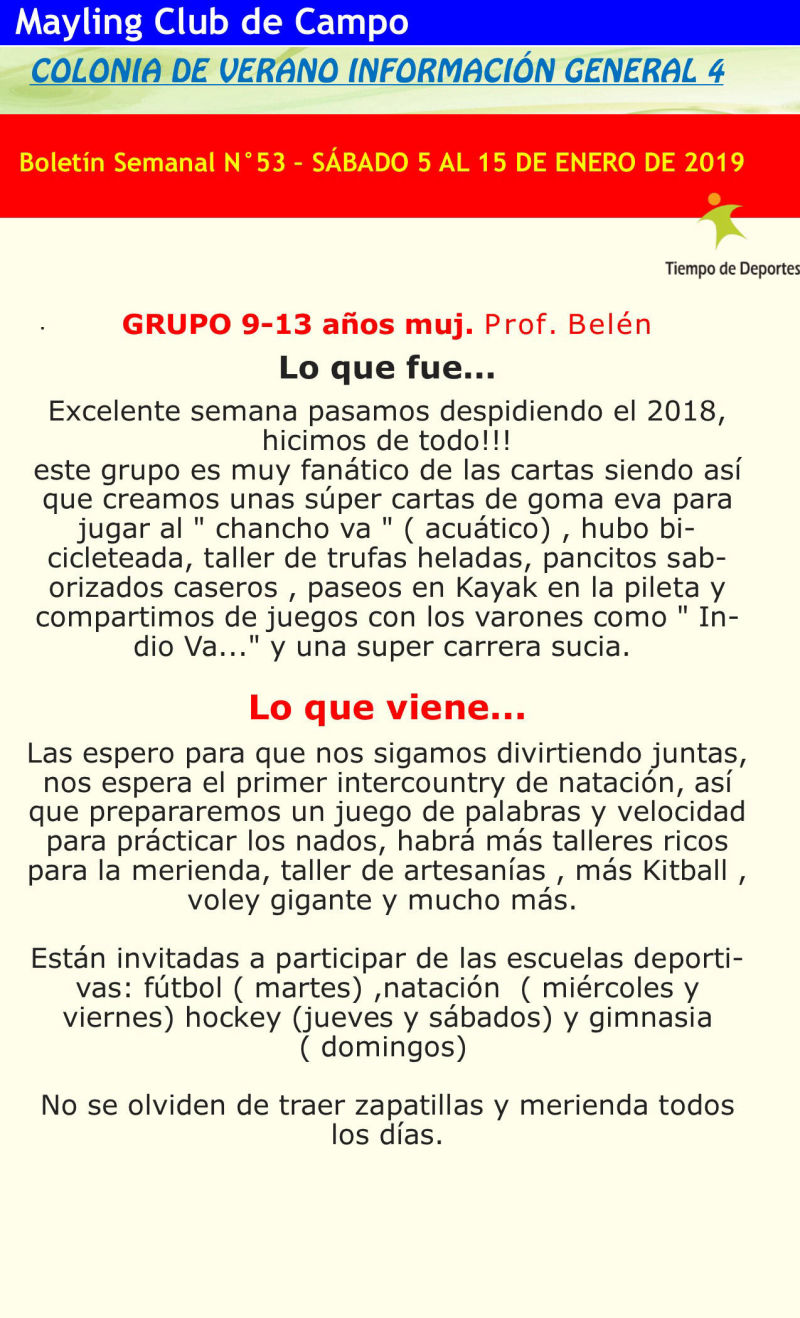 Mayling Club de Campo
COLONIA DE VERANO INFORMACIÓN GENERAL 4
Boletín Semanal N°53 – SÁBADO 5 AL 15 DE ENERO DE 2019
Tiempo de Deportes
. GRUPO 9-13 años muj. Prof. Belén
Lo que fue...
Excelente semana pasamos despidiendo el 2018,
hicimos de todo!!!
este grupo es muy fanático de las cartas siendo así
que creamos unas súper cartas de goma eva para
jugar al " chancho va " ( acuático) , hubo bi-
cicleteada, taller de trufas heladas, pancitos sab-
orizados caseros , paseos en Kayak en la pileta y
compartimos de juegos con los varones como " In-
dio Va..." y una super carrera sucia.
Lo que viene...
Las espero para que nos sigamos divirtiendo juntas,
nos espera el primer intercountry de natación, así
que prepararemos un juego de palabras y velocidad
para prácticar los nados, habrá más talleres ricos
para la merienda, taller de artesanías , más Kitball ,
voley gigante y mucho más.
Están invitadas a participar de las escuelas deporti-
vas: fútbol ( martes) ,natación  ( miércoles y
viernes) hockey (jueves y sábados) y gimnasia
( domingos)
No se olviden de traer zapatillas y merienda todos
los días.